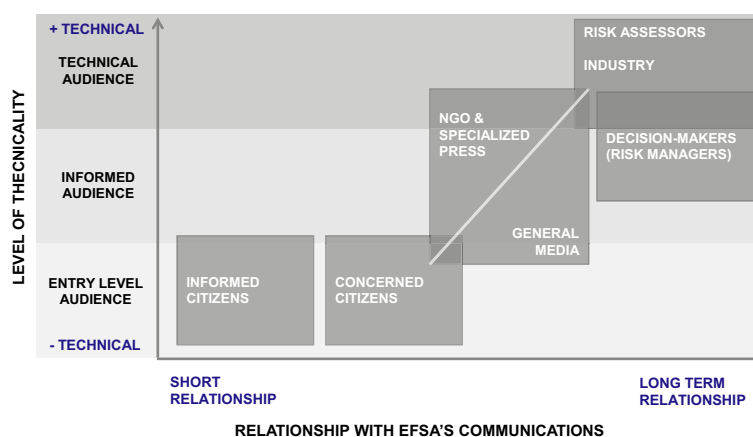 + TECHNICAL
TECHNICAL
AUDIENCE
RISK ASSESSORS
INDUSTRY
NGO &
SPECIALIZED
PRESS
DECISION-MAKERS
(RISK MANAGERS)
LEVEL OF THECNICALITY
INFORMED
AUDIENCE
GENERAL
MEDIA
ENTRY LEVEL
AUDIENCE
INFORMED
CITIZENS
CONCERNED
CITIZENS
- TECHNICAL
SHORT
RELATIONSHIP
LONG TERM
RELATIONSHIP
RELATIONSHIP WITH EFSA'S COMMUNICATIONS